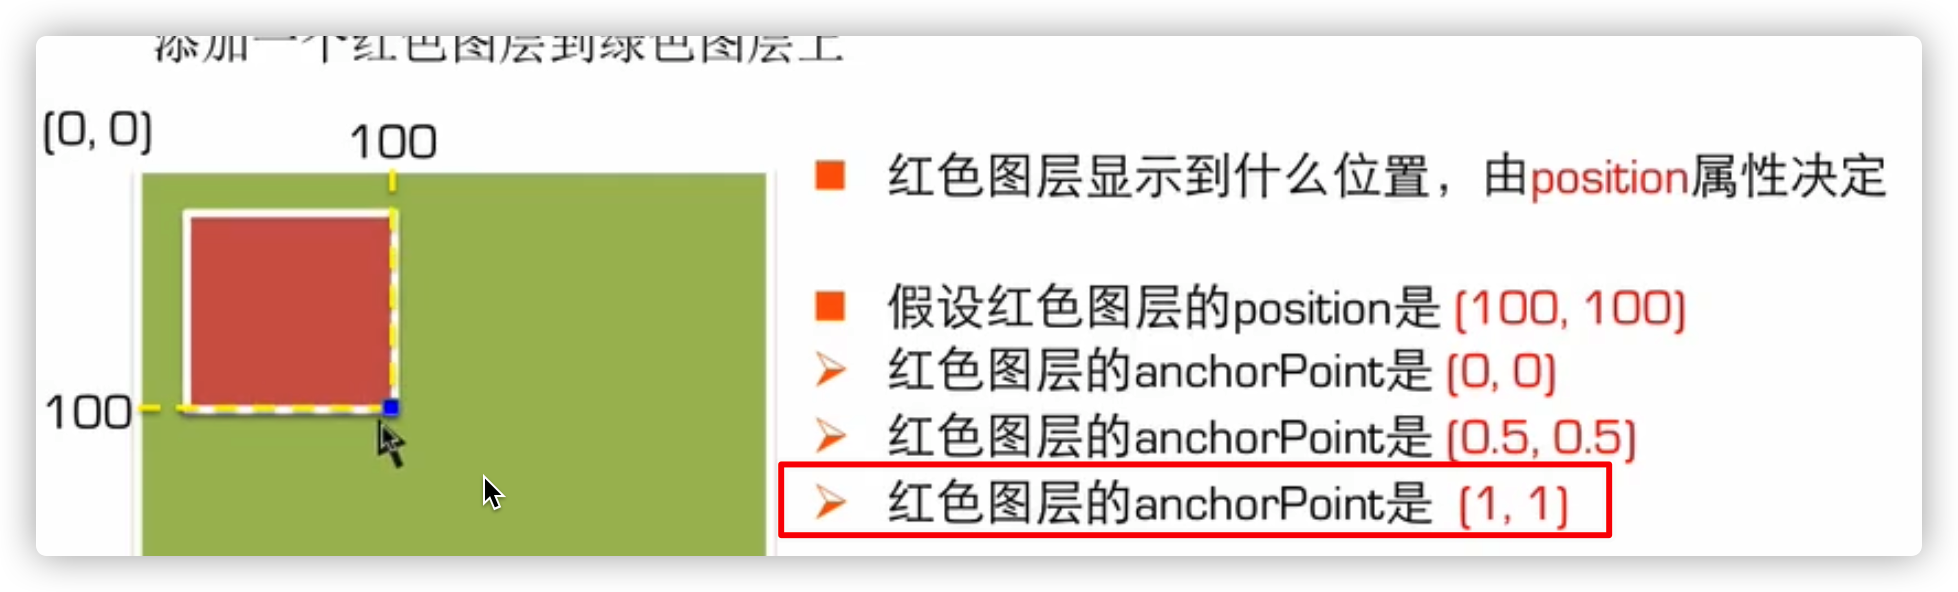 添加一个红色图层到绿色图层上
(0, 0)
100
100
红色图层显示到什么位置，由position属性决定
假设红色图层的position是 (100, 100)
红色图层的anchorPoint是 (0, 0)
红色图层的anchorPoint是 (0.5, 0.5)
红色图层的anchorPoint是 (1, 1)